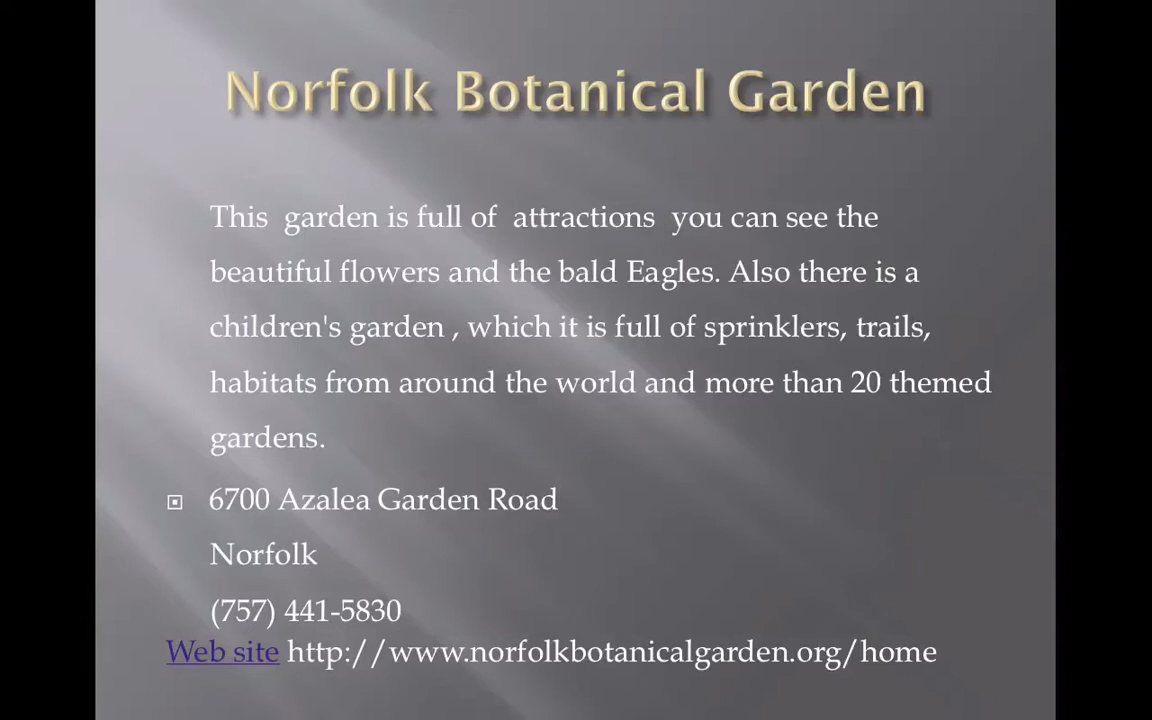 Norfolk Botanical Garden
This  garden is full of  attractions  you can see the
beautiful flowers and the bald Eagles. Also there is a
children's garden , which it is full of sprinklers, trails,
habitats from around the world and more than 20 themed
gardens.
6700 Azalea Garden Road
Norfolk
(757) 441-5830
Web site http://www.norfolkbotanicalgarden.org/home